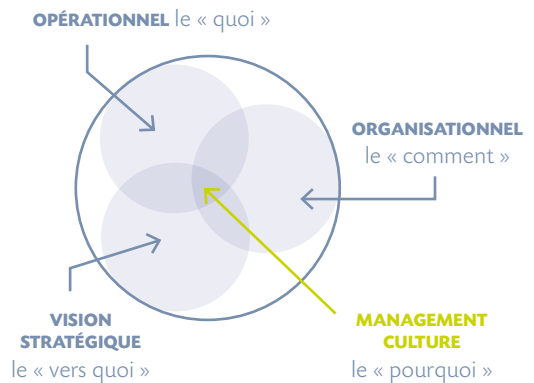 OPÉRATIONNEL le « quoi »
ORGANISATIONNEL
le « comment »
VISION
STRATÉGIQUE
le « vers quoi »
MANAGEMENT
CULTURE
le « pourquoi »